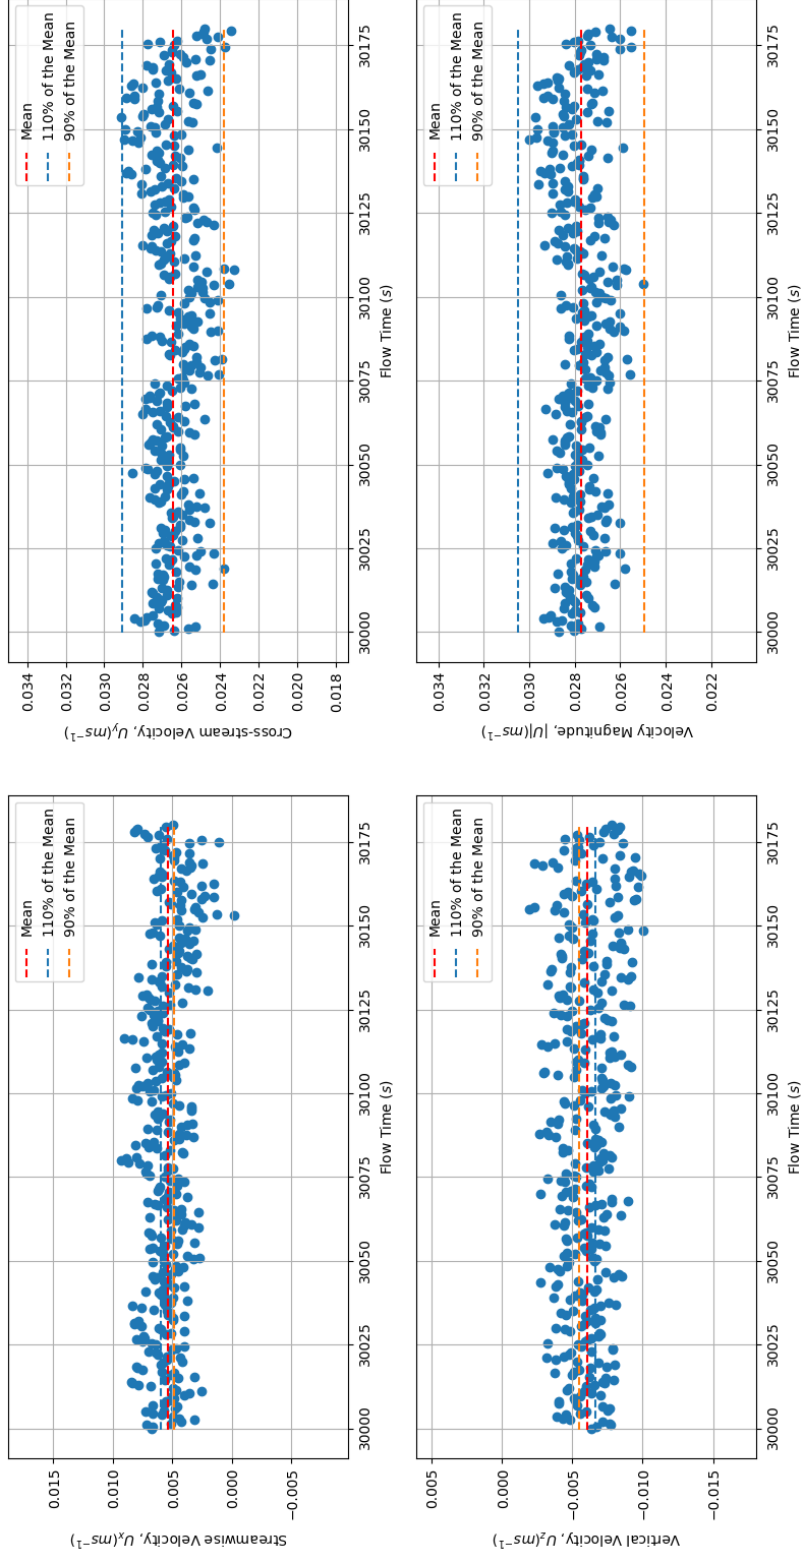 Streamwise Velocity, Ux(ms−1)
0.015
0.010
0.005
0.000
−0.005
Mean
110% of the Mean
90% of the Mean
30000 30025 30050 30075 30100 30125 30150 30175
Flow Time (s)
Cross-stream Velocity, Uy(ms−1)
0.034
0.032
0.030
0.028
0.026
0.024
0.022
0.020
0.018
Mean
110% of the Mean
90% of the Mean
30000 30025 30050 30075 30100 30125 30150 30175
Flow Time (s)
Vertical Velocity, Uz(ms−1)
0.005
0.000
−0.005
−0.010
−0.015
Mean
110% of the Mean
90% of the Mean
30000 30025 30050 30075 30100 30125 30150 30175
Flow Time (s)
Velocity Magnitude, |U|(ms−1)
0.034
0.032
0.030
0.028
0.026
0.024
0.022
Mean
110% of the Mean
90% of the Mean
30000 30025 30050 30075 30100 30125 30150 30175
Flow Time (s)